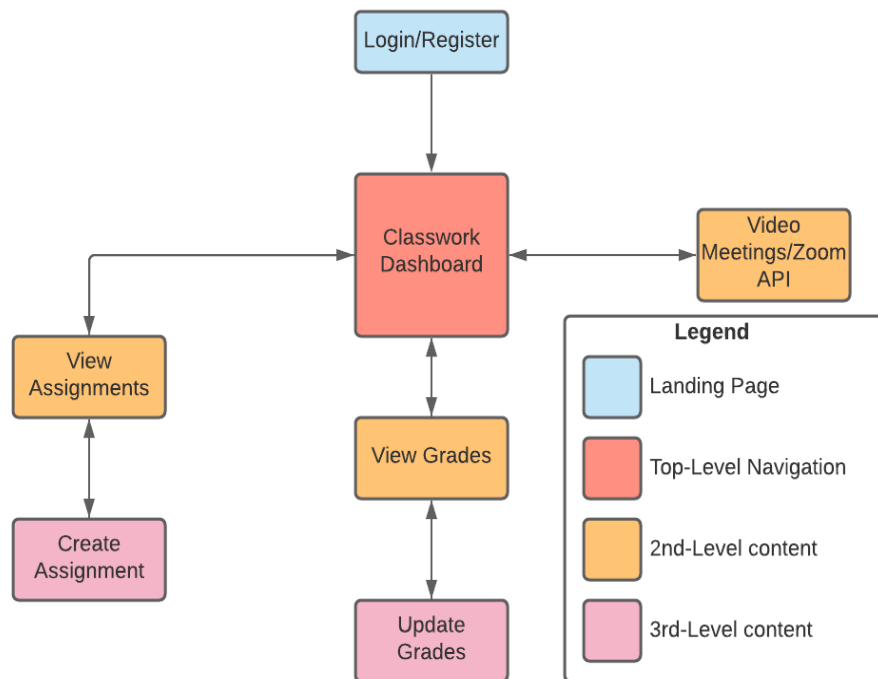 Login/Register
Classwork
Dashboard
Video
Meetings/Zoom
API
View
Assignments
View Grades
Create
Assignment
Update
Grades
Legend
Landing Page
Top-Level Navigation
2nd-Level content
3rd-Level content